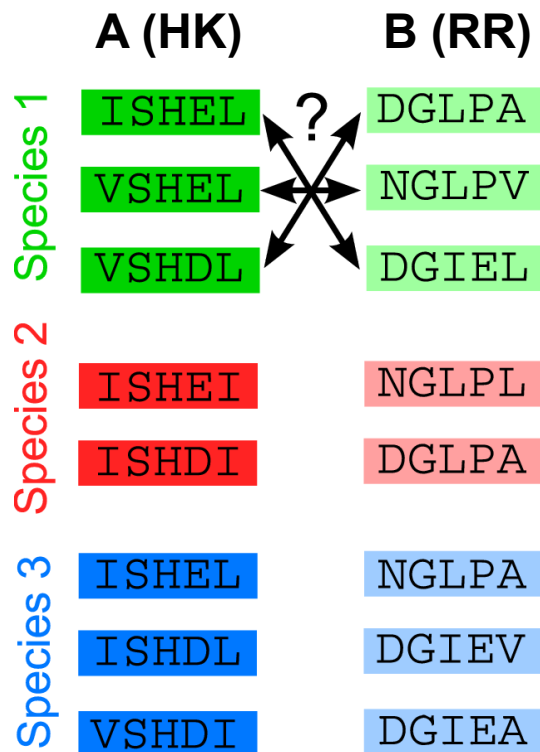 A (HK) B (RR)
Species 1
ISHEL ? DGLPA
VSHEL NGLPV
VSHDL DGIEL
Species 2
ISHEI NGLPL
ISHDI DGLPA
Species 3
ISHEL NGLPA
ISHDL DGIEV
VSHDI DGIEA